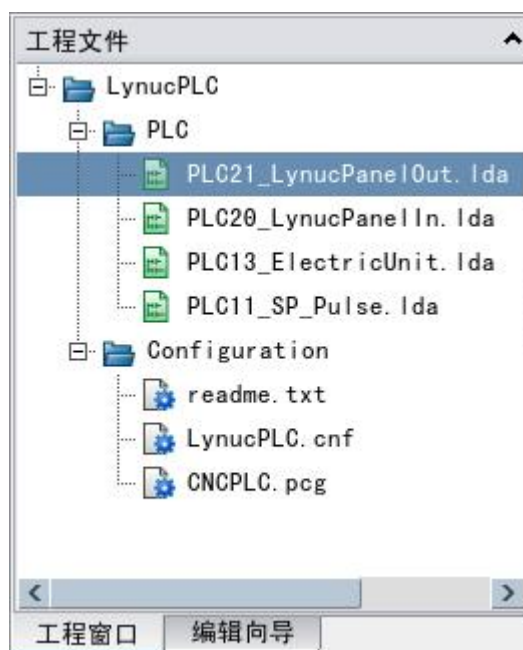 工程文件
LynucPLC
PLC
PLC21_LynucPanelOut.lda
PLC20_LynucPanelIn.lda
PLC13_ElectricUnit.lda
PLC11_SP_Pulse.lda
Configuration
readme.txt
LynucPLC.cnf
CNCPLC.pcg
工程窗口 编辑向导